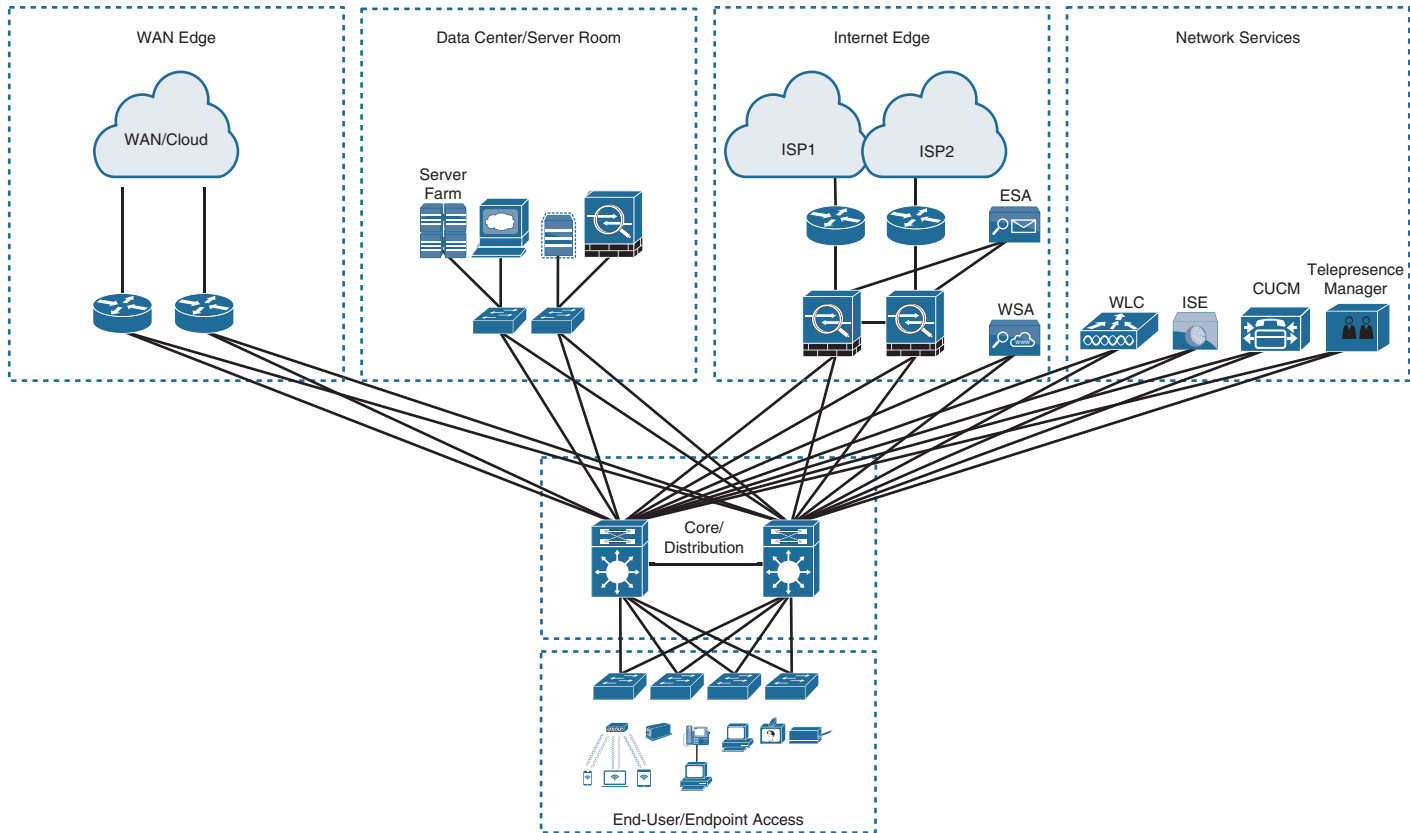 WAN Edge
WAN/Cloud
Data Center/Server Room
Server
Farm
Internet Edge
ISP1
ISP2
ESA
WSA
www
Network Services
WLC
ISE
CUCM
Telepresence
Manager
Core/
Distribution
End-User/Endpoint Access